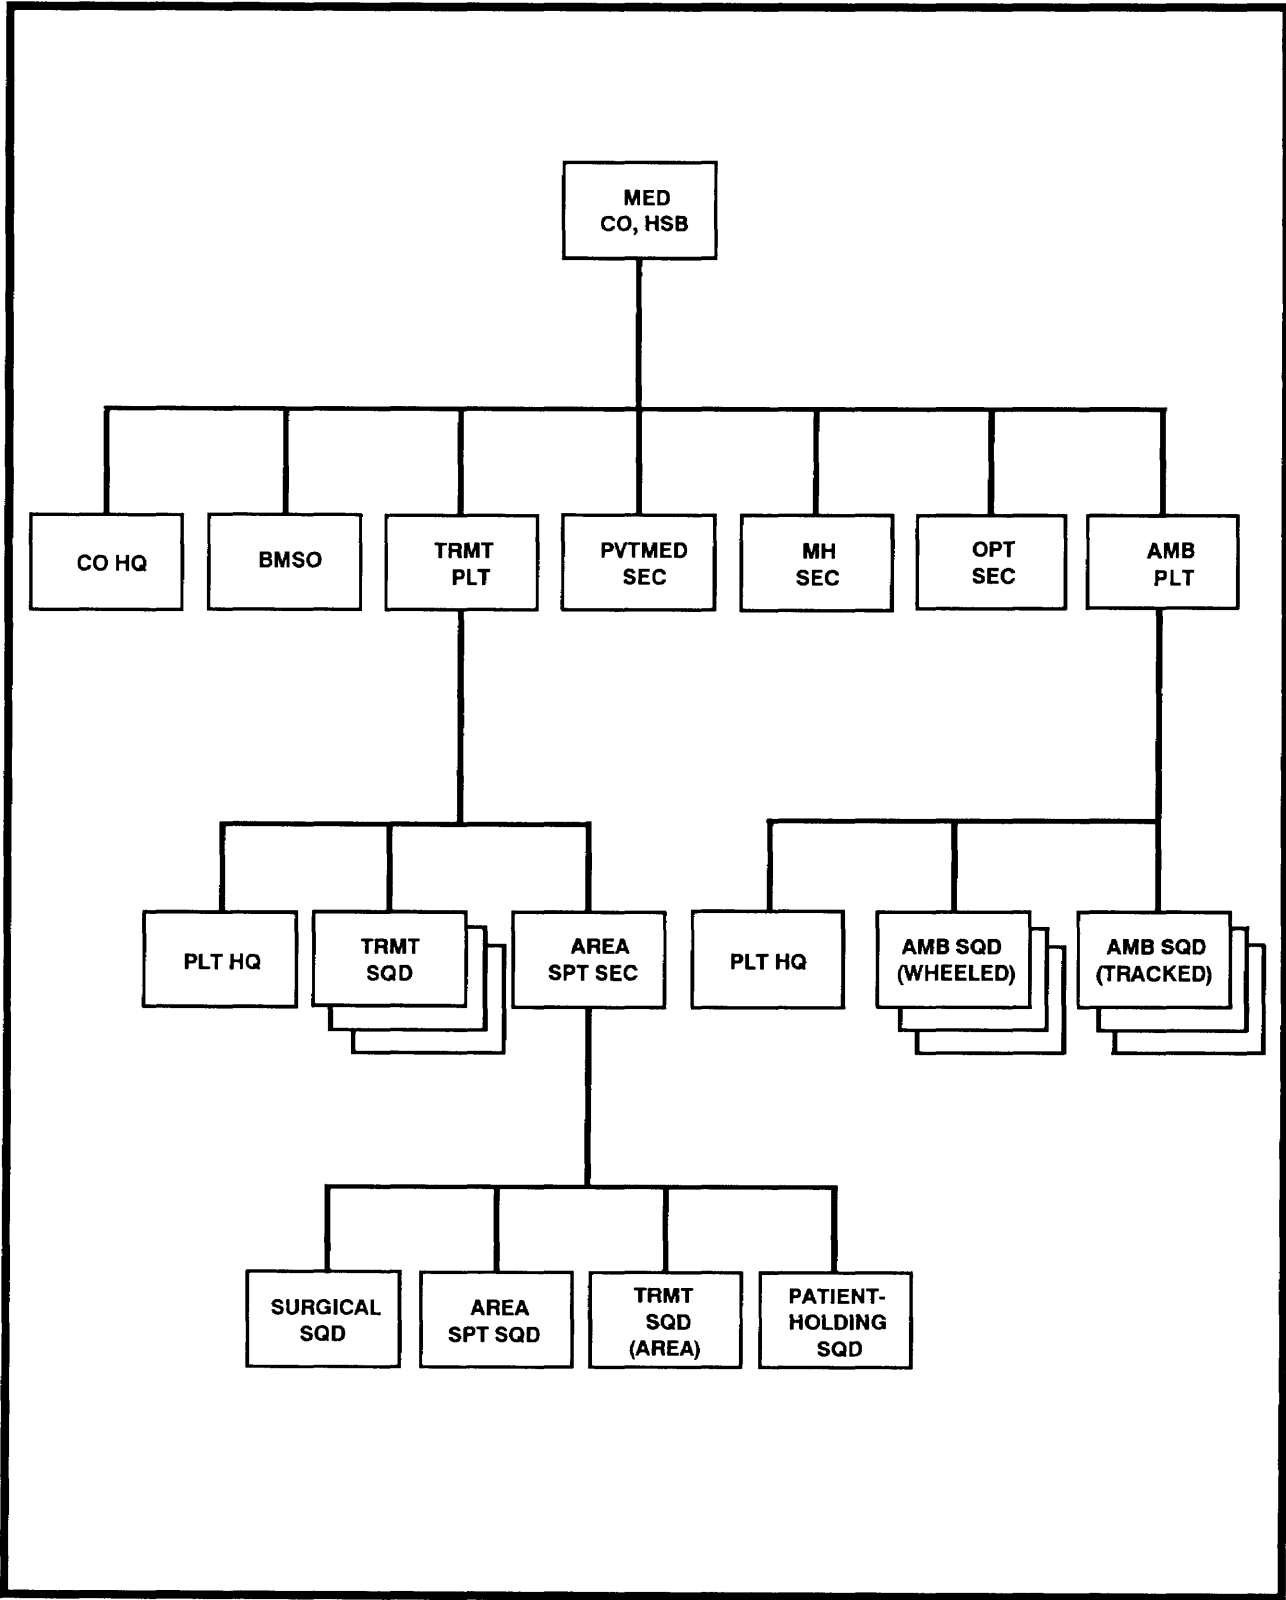 MED
CO, HSB
CO HQ
BMSO
TRMT
PLT
PVTMED
SEC
MH
SEC
OPT
SEC
AMB
PLT
PLT HQ
TRMT
SQD
AREA
SPT SEC
PLT HQ
AMB SQD
(WHEELED)
AMB SQD
(TRACKED)
SURGICAL
SQD
AREA
SPT SQD
TRMT
SQD
(AREA)
PATIENT-
HOLDING
SQD